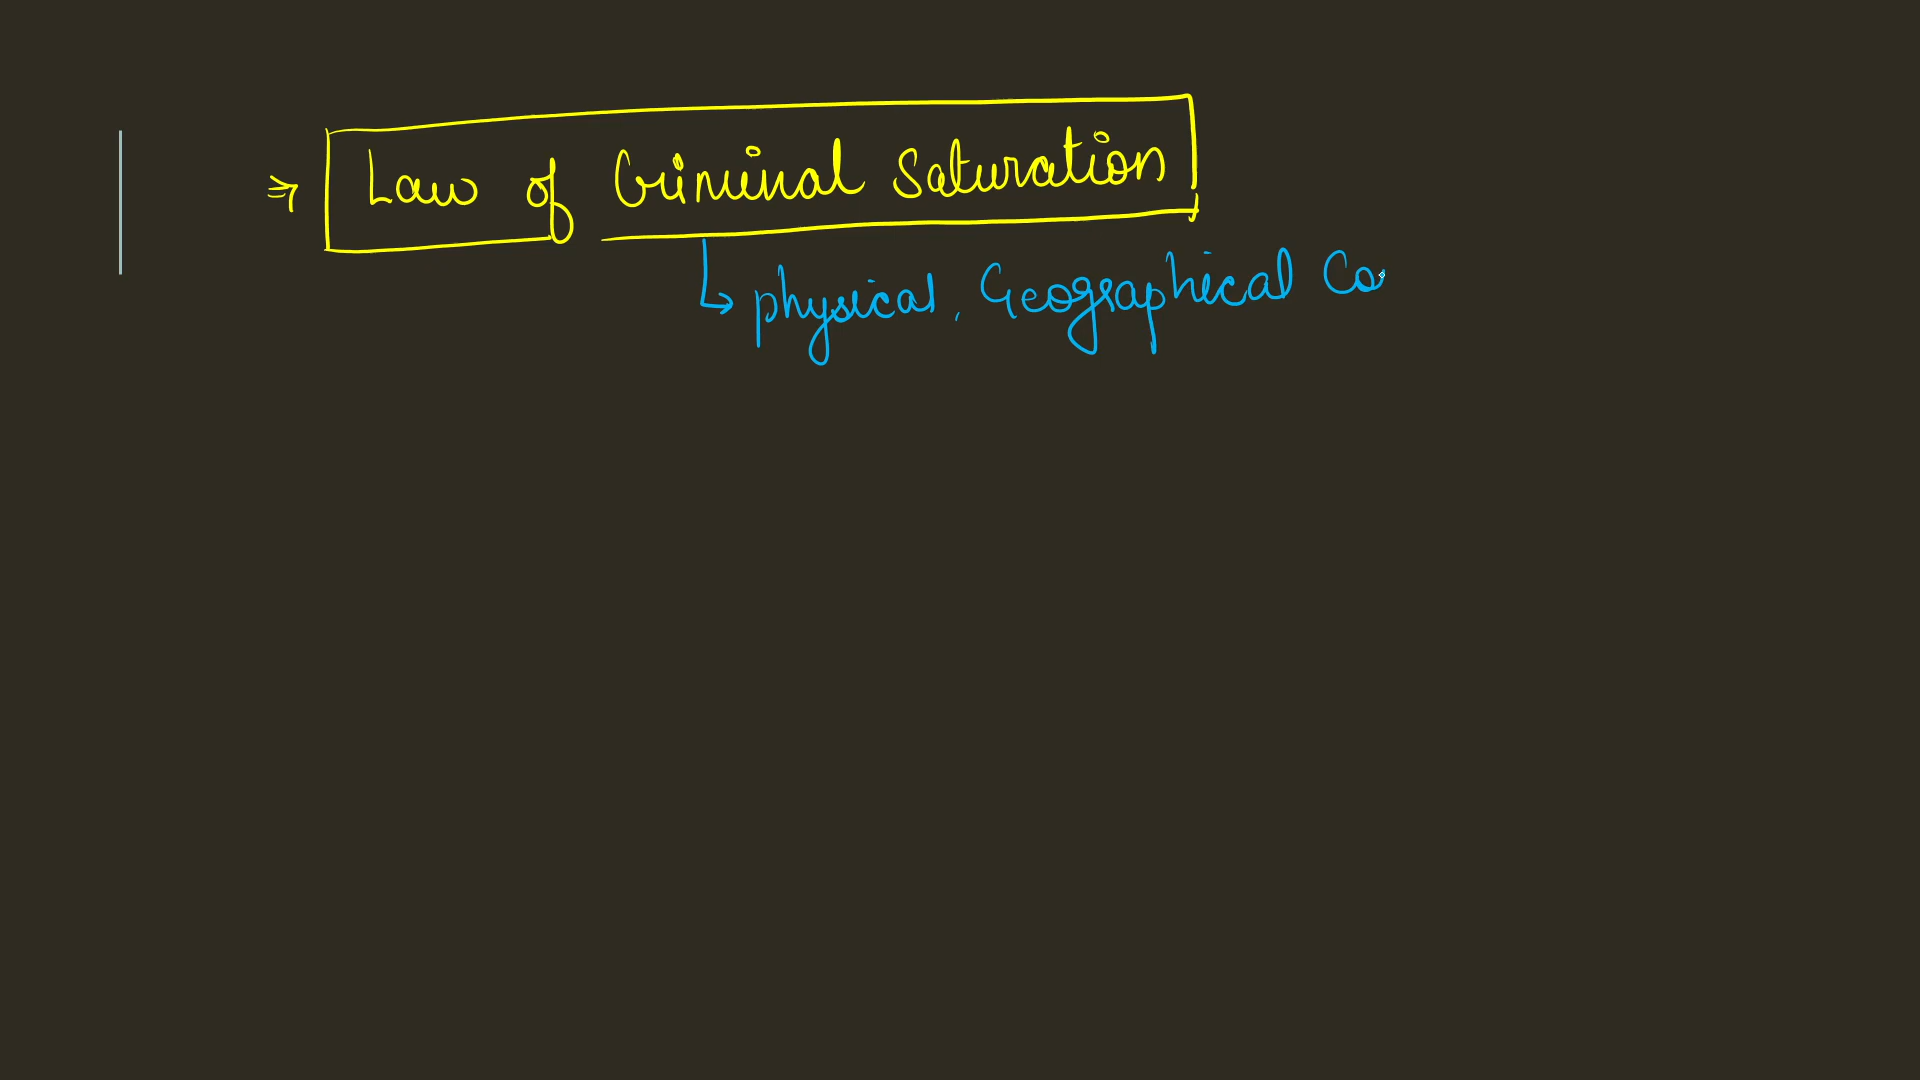 ⇒ Law of Criminal Saturation
↳ physical, Geographical Co